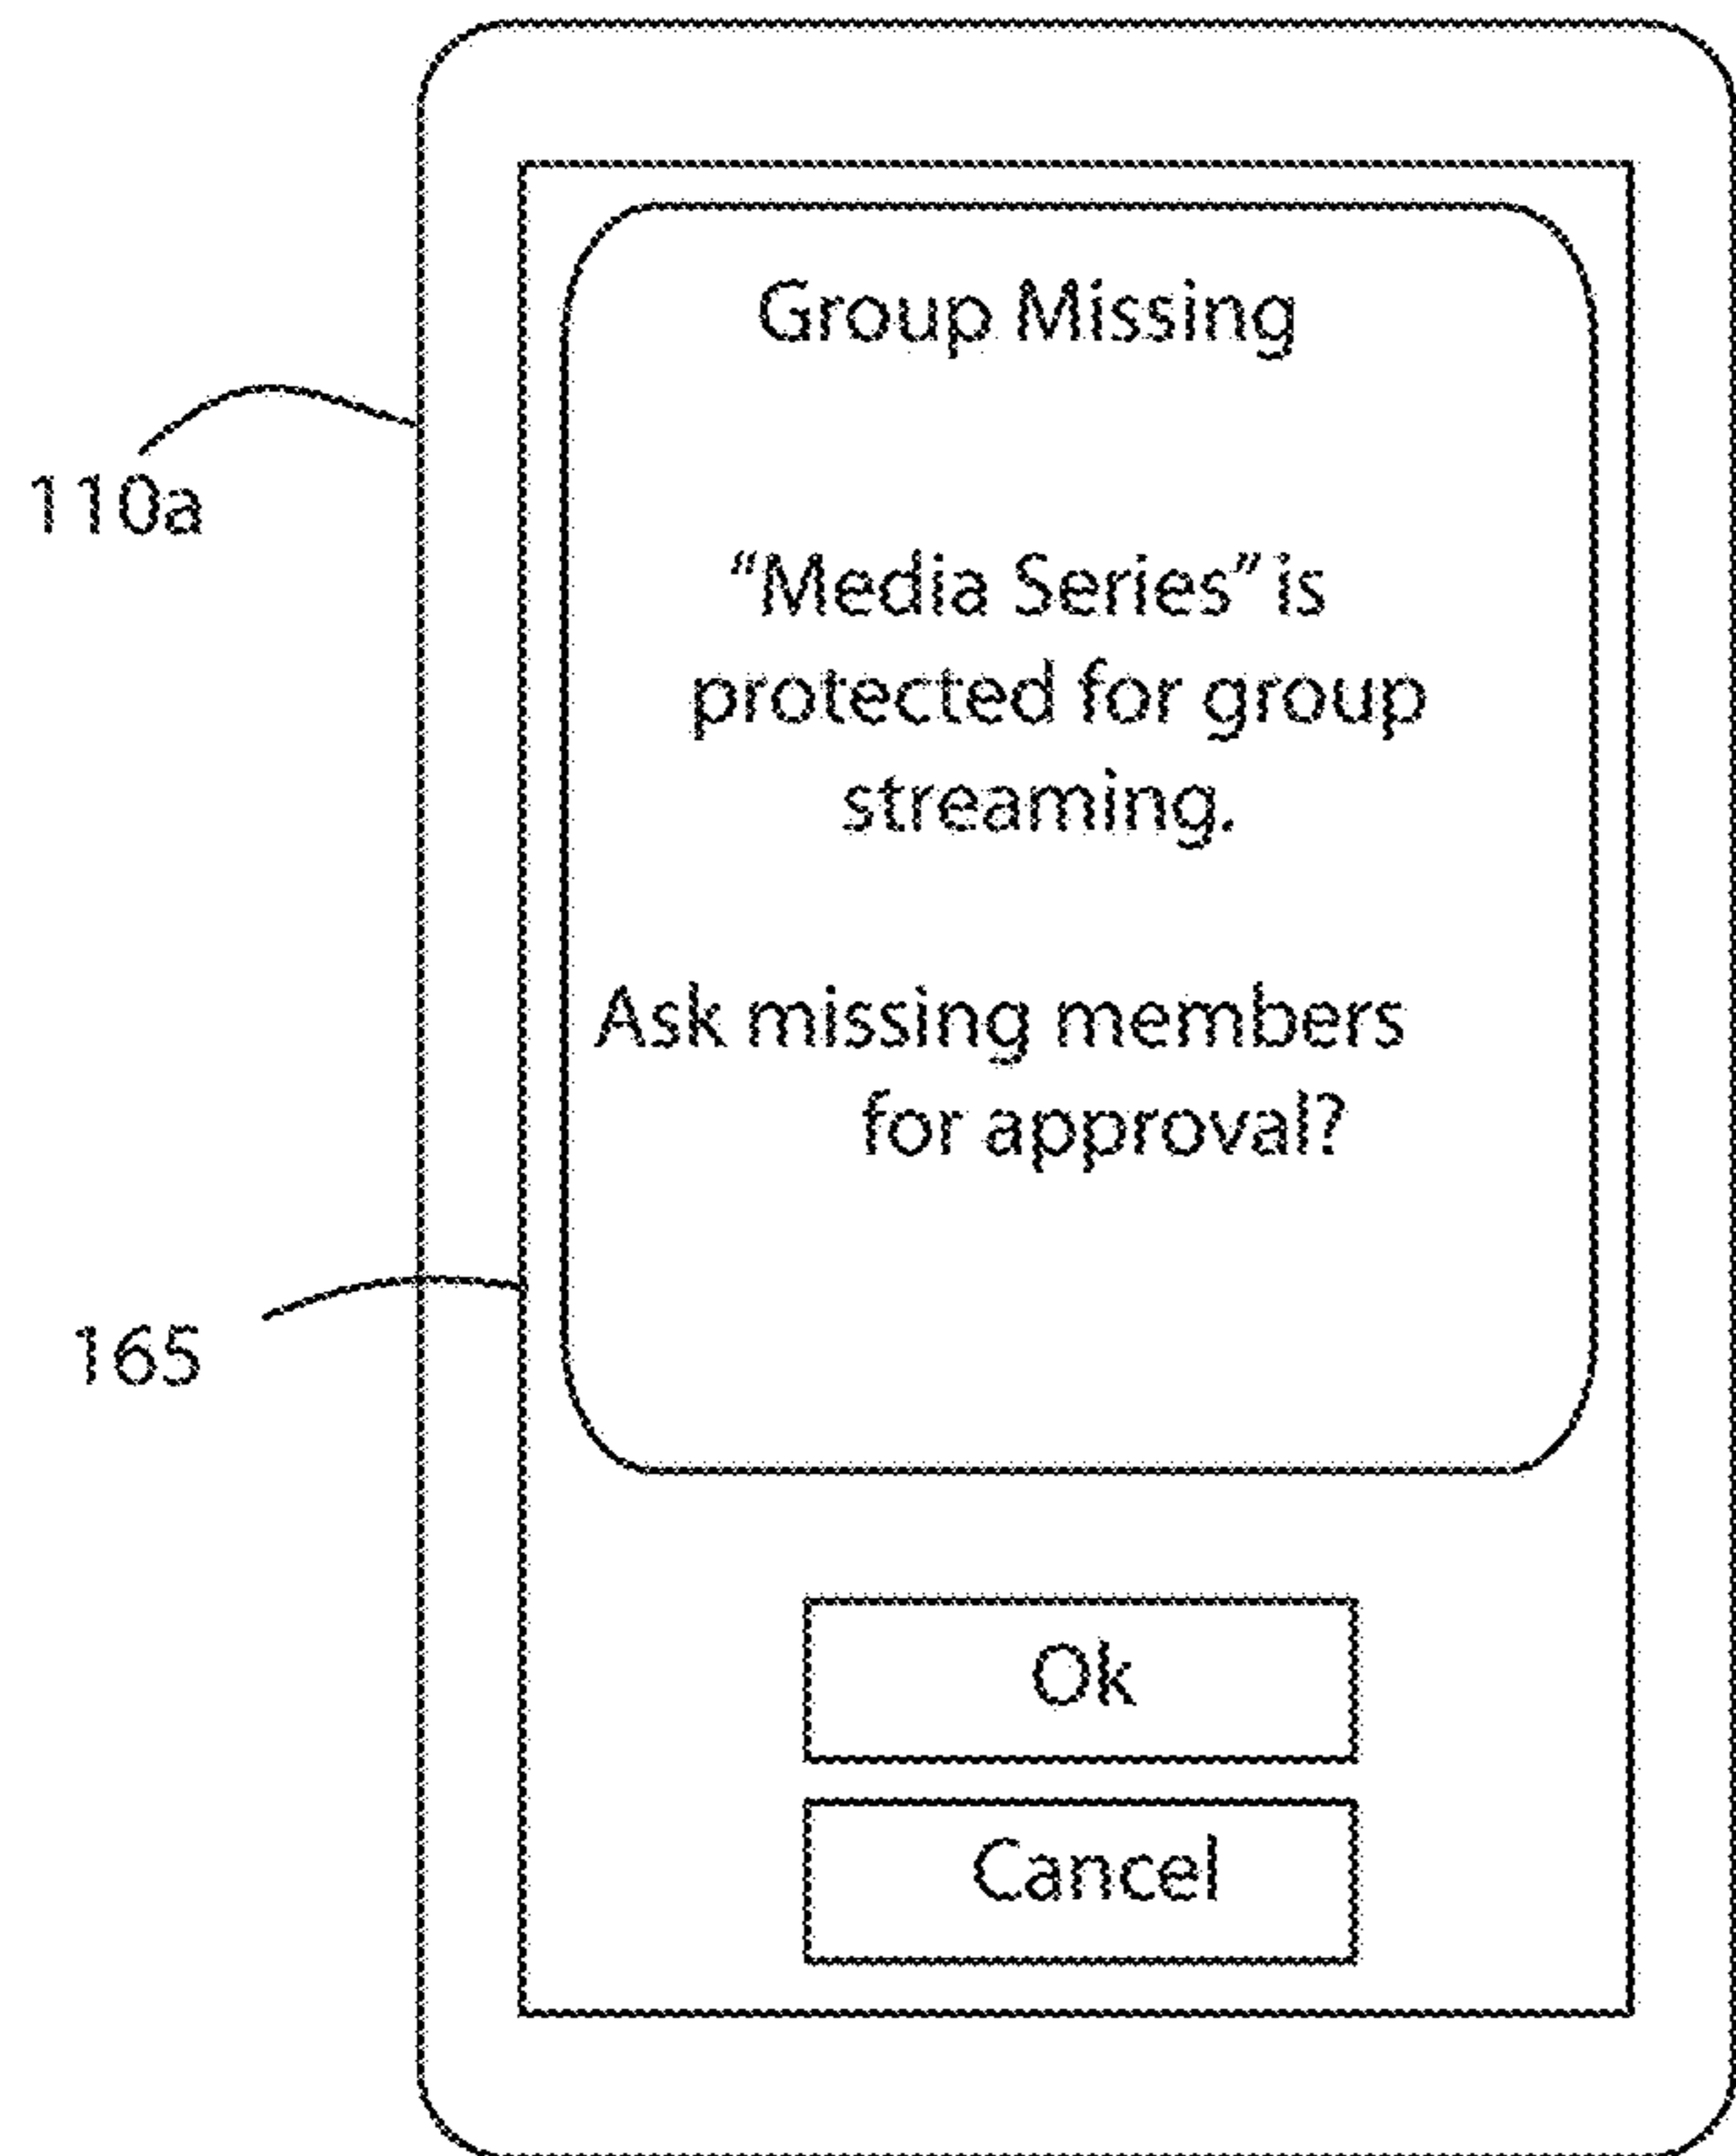 Group Missing
110a
“Media Series” is
protected for group
streaming.
Ask missing members
for approval?
165
Ok
Cancel